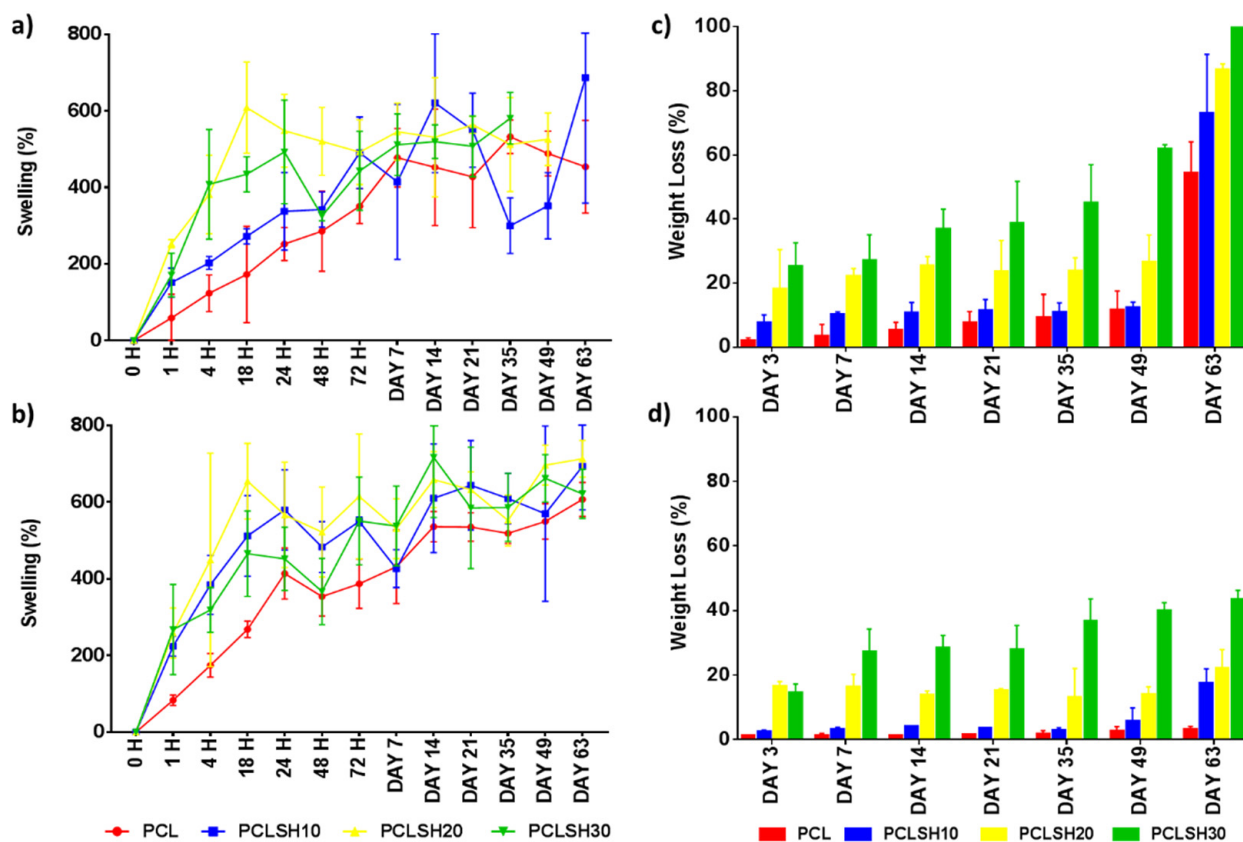 a)
800
600
400
200
0
Swelling (%)
0 H
1 H
4 H
18 H
24 H
48 H
72 H
DAY 7
DAY 14
DAY 21
DAY 35
DAY 49
DAY 63
b)
800
600
400
200
0
Swelling (%)
0 H
1 H
4 H
18 H
24 H
48 H
72 H
DAY 7
DAY 14
DAY 21
DAY 35
DAY 49
DAY 63
PCL PCLSH10 PCLSH20 PCLSH30
c)
100
80
60
40
20
0
Weight Loss (%)
DAY 3
DAY 7
DAY 14
DAY 21
DAY 35
DAY 49
DAY 63
d)
100
80
60
40
20
0
Weight Loss (%)
DAY 3
DAY 7
DAY 14
DAY 21
DAY 35
DAY 49
DAY 63
PCL PCLSH10 PCLSH20 PCLSH30